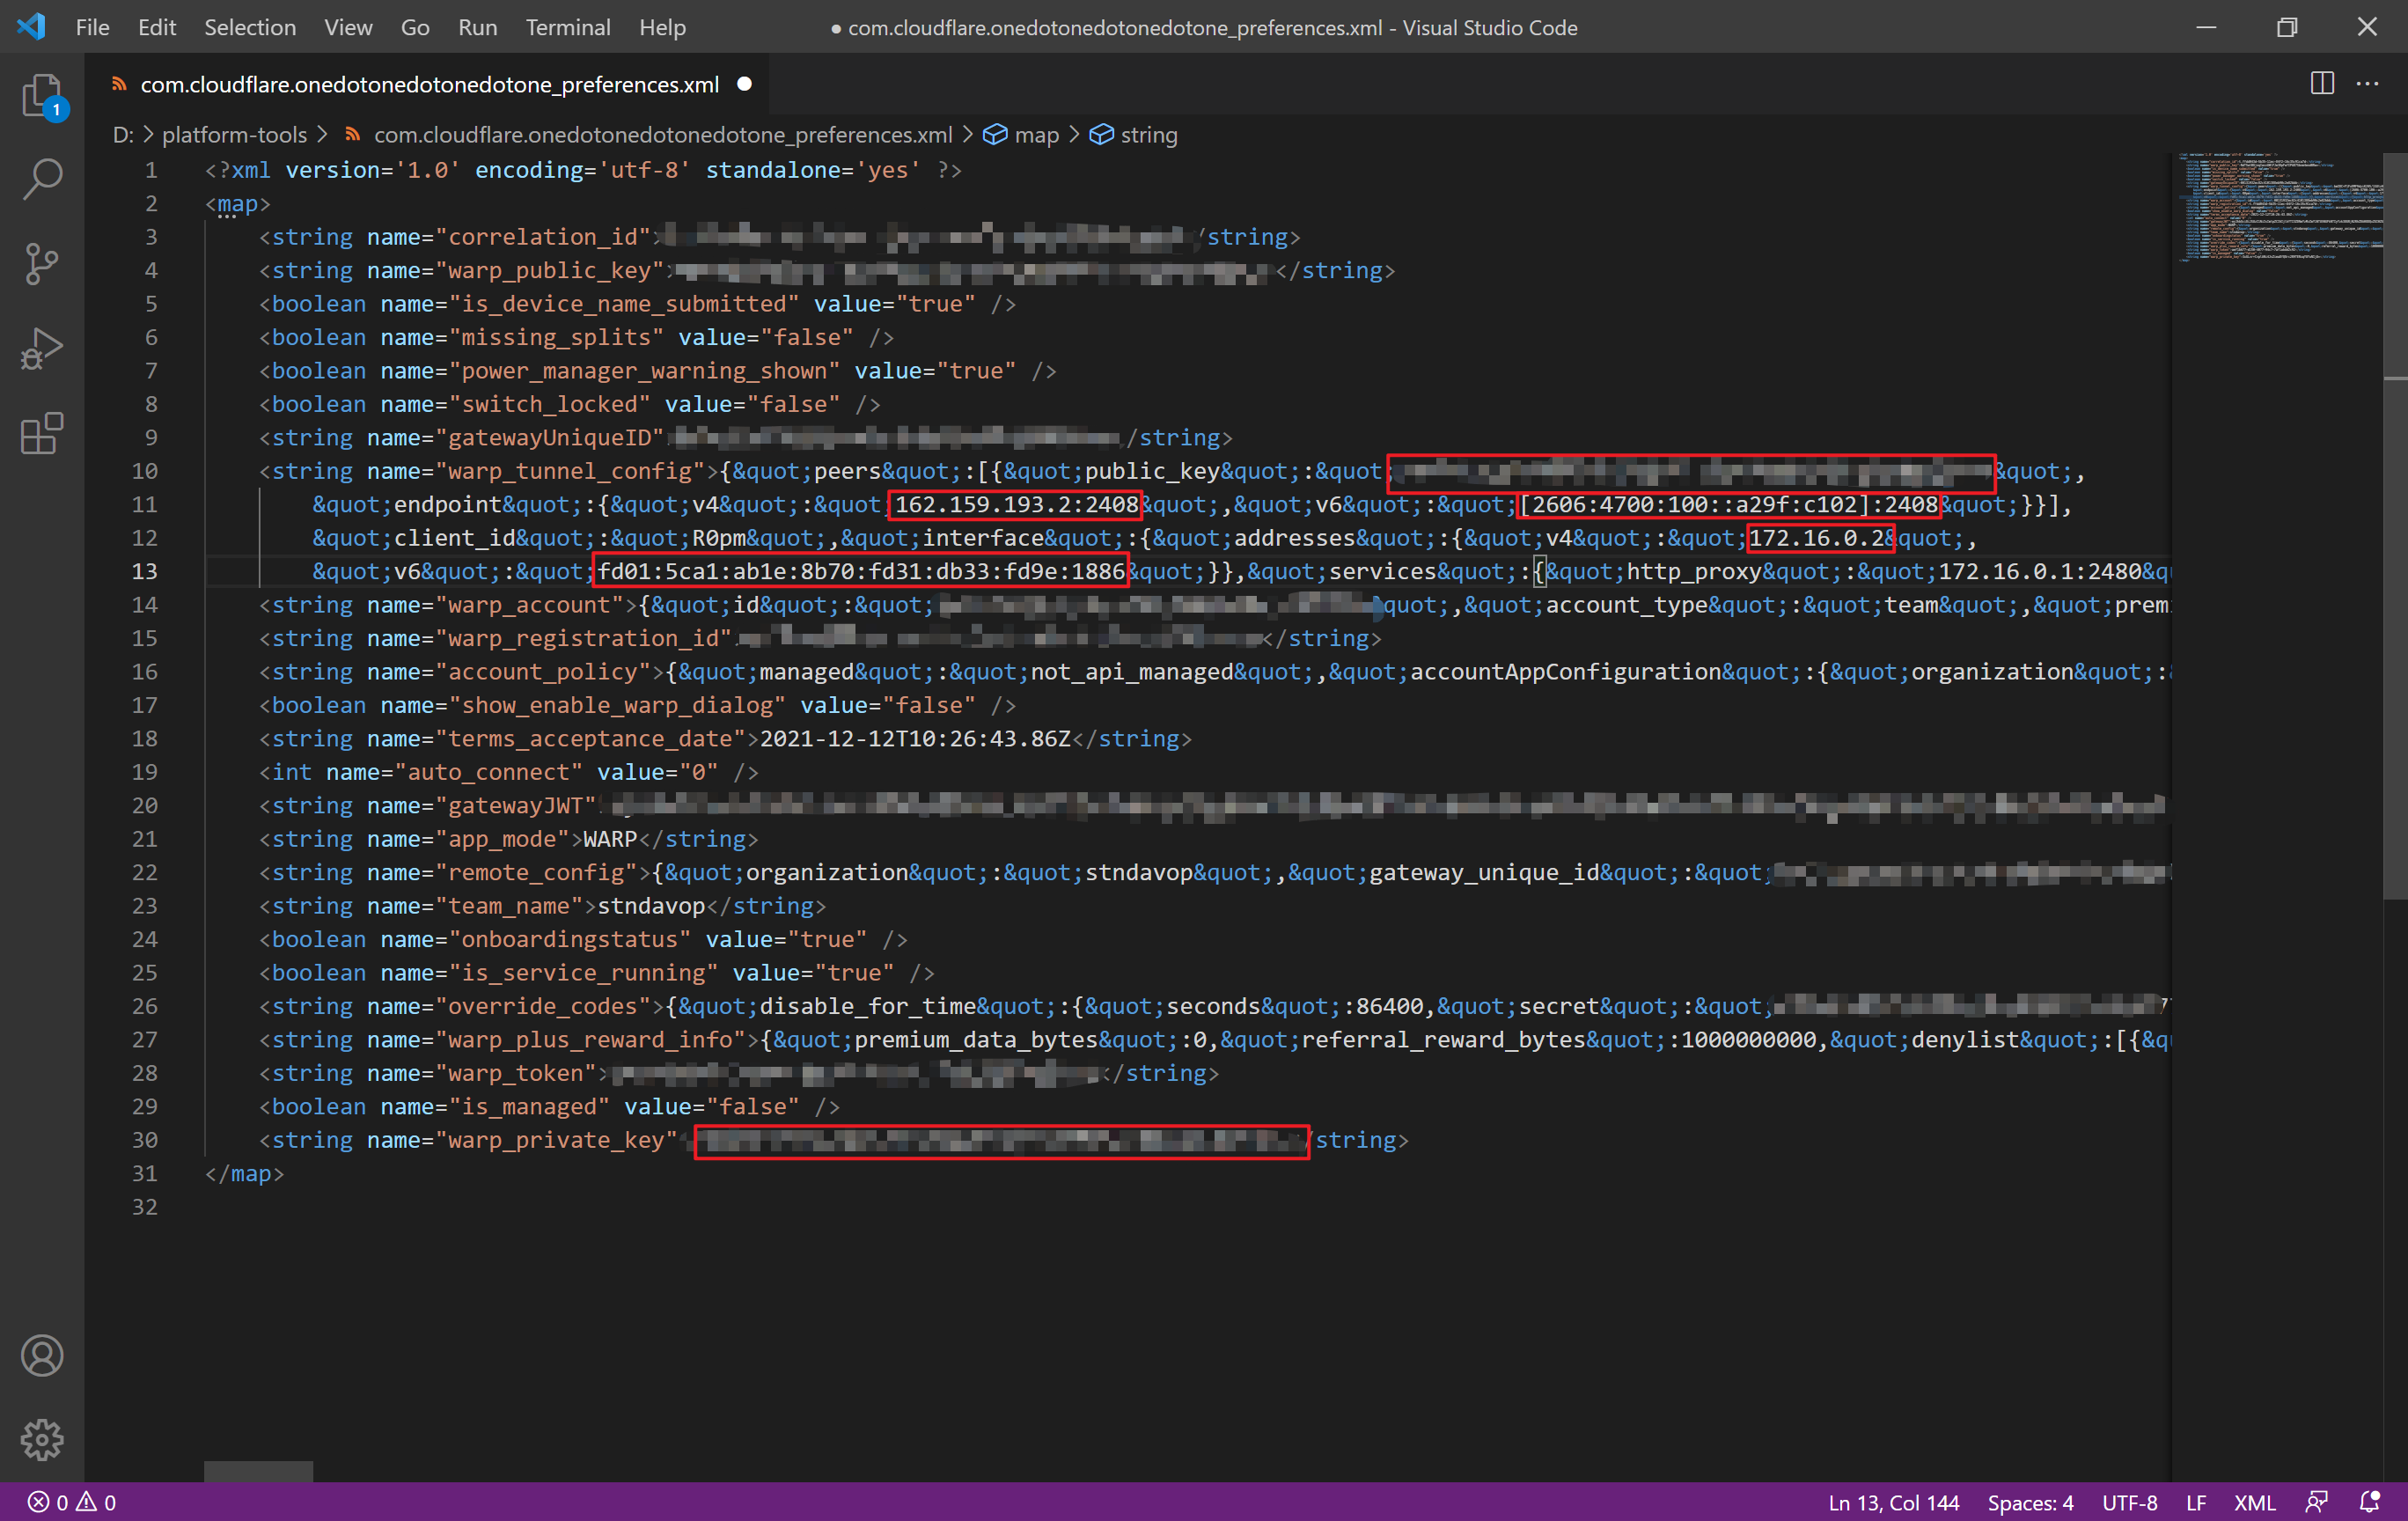 File Edit Selection View Go Run Terminal Help
● com.cloudflare.onedotonedotonedotone_preferences.xml - Visual Studio Code
com.cloudflare.onedotonedotonedotone_preferences.xml ●
1
D: > platform-tools > com.cloudflare.onedotonedotonedotone_preferences.xml > map > string
1 <?xml version='1.0' encoding='utf-8' standalone='yes' ?>
2 <map>
3 <string name="correlation_id"> /string>
4 <string name="warp_public_key"> </string>
5 <boolean name="is_device_name_submitted" value="true" />
6 <boolean name="missing_splits" value="false" />
7 <boolean name="power_manager_warning_shown" value="true" />
8 <boolean name="switch_locked" value="false" />
9 <string name="gatewayUniqueID" /string>
10 <string name="warp_tunnel_config">{&quot;peers&quot;:[{&quot;public_key&quot;:&quot; &quot;,
11 &quot;endpoint&quot;:{&quot;v4&quot;:&quot;162.159.193.2:2408&quot;,&quot;v6&quot;:&quot;[2606:4700:100::a29f:c102]:2408&quot;}}],
12 &quot;client_id&quot;:&quot;R0pm&quot;,&quot;interface&quot;:{&quot;addresses&quot;:{&quot;v4&quot;:&quot;172.16.0.2&quot;,
13 &quot;v6&quot;:&quot;fd01:5ca1:ab1e:8b70:fd31:db33:fd9e:1886&quot;}},&quot;services&quot;:{&quot;http_proxy&quot;:&quot;172.16.0.1:2480&qu
14 <string name="warp_account">{&quot;id&quot;:&quot; quot;,&quot;account_type&quot;:&quot;team&quot;,&quot;prem
15 <string name="warp_registration_id" </string>
16 <string name="account_policy">{&quot;managed&quot;:&quot;not_api_managed&quot;,&quot;accountAppConfiguration&quot;:{&quot;organization&quot;:&
17 <boolean name="show_enable_warp_dialog" value="false" />
18 <string name="terms_acceptance_date">2021-12-12T10:26:43.86Z</string>
19 <int name="auto_connect" value="0" />
20 <string name="gatewayJWT"
21 <string name="app_mode">WARP</string>
22 <string name="remote_config">{&quot;organization&quot;:&quot;stndavop&quot;,&quot;gateway_unique_id&quot;:&quot;
23 <string name="team_name">stndavop</string>
24 <boolean name="onboardingstatus" value="true" />
25 <boolean name="is_service_running" value="true" />
26 <string name="override_codes">{&quot;disable_for_time&quot;:{&quot;seconds&quot;:86400,&quot;secret&quot;:&quot;
27 <string name="warp_plus_reward_info">{&quot;premium_data_bytes&quot;:0,&quot;referral_reward_bytes&quot;:1000000000,&quot;denylist&quot;:[{&qu
28 <string name="warp_token"> </string>
29 <boolean name="is_managed" value="false" />
30 <string name="warp_private_key" /string>
31 </map>
32
0 0 Ln 13, Col 144 Spaces: 4 UTF-8 LF XML